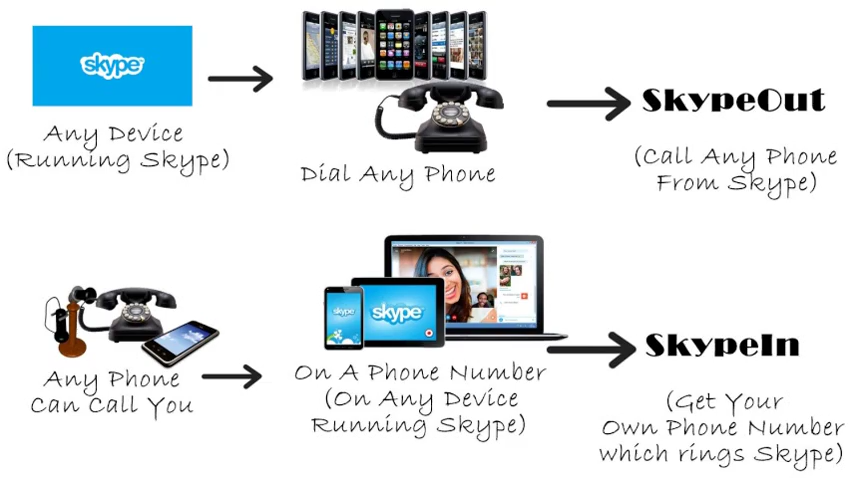 skype
Any Device
(Running Skype)
Dial Any Phone
SkypeOut
(Call Any Phone
From Skype)
Any Phone
Can Call You
skype
skype
On A Phone Number
(On Any Device
Running Skype)
SkypeIn
(Get Your
Own Phone Number
which rings Skype)